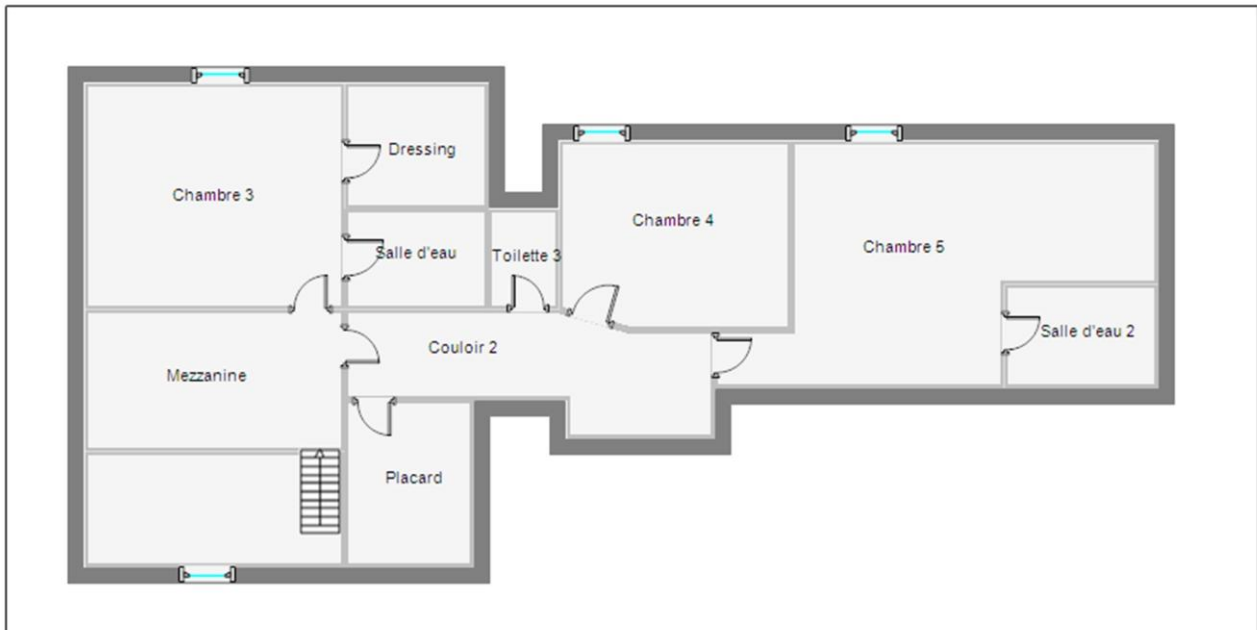 Dressing
Chambre 3
Chambre 4
Chambre 5
Salle d'eau
Toilette 3
Salle d'eau 2
Couloir 2
Mezzanine
Placard